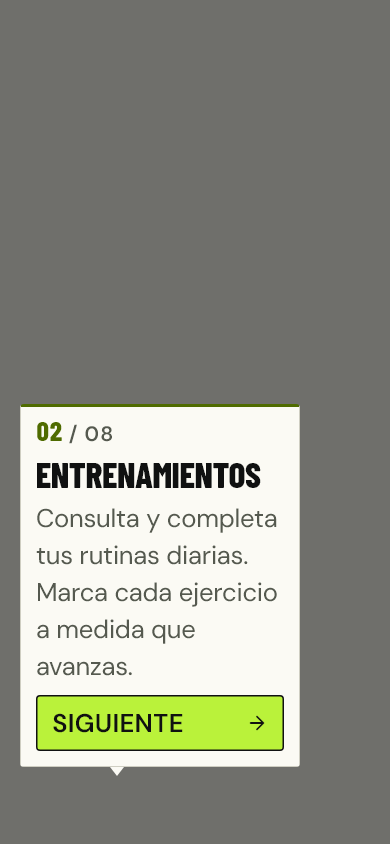 02 / 08
ENTRENAMIENTOS
Consulta y completa
tus rutinas diarias.
Marca cada ejercicio
a medida que
avanzas.
SIGUIENTE →